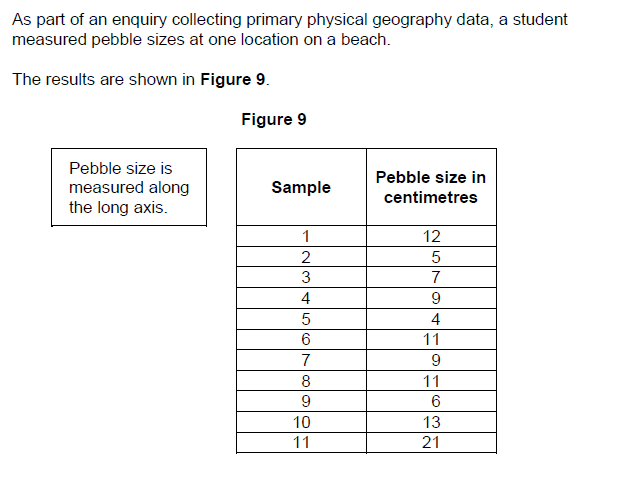 As part of an enquiry collecting primary physical geography data, a student
measured pebble sizes at one location on a beach.
The results are shown in Figure 9.
Figure 9
Pebble size is
measured along
the long axis.
Sample
Pebble size in
centimetres
1 12
2 5
3 7
4 9
5 4
6 11
7 9
8 11
9 6
10 13
11 21